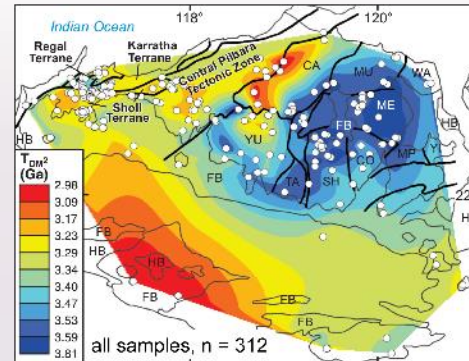 118°
120°
Indian Ocean
Regal
Terrane
Karratha
Terrane
Central Pilbara
Tectonic Zone
Sholl
Terrane
CA
MU
WA
ME
HB
HB
YU
FB
CO
MP
Y
FB
TA
SH
22
T_DM² (Ga)
2.98
3.09
3.17
3.23
3.29
3.34
3.40
3.47
3.53
3.59
3.81
FB
HB
HB
HB
FB
FB
FB
FB
all samples, n = 312